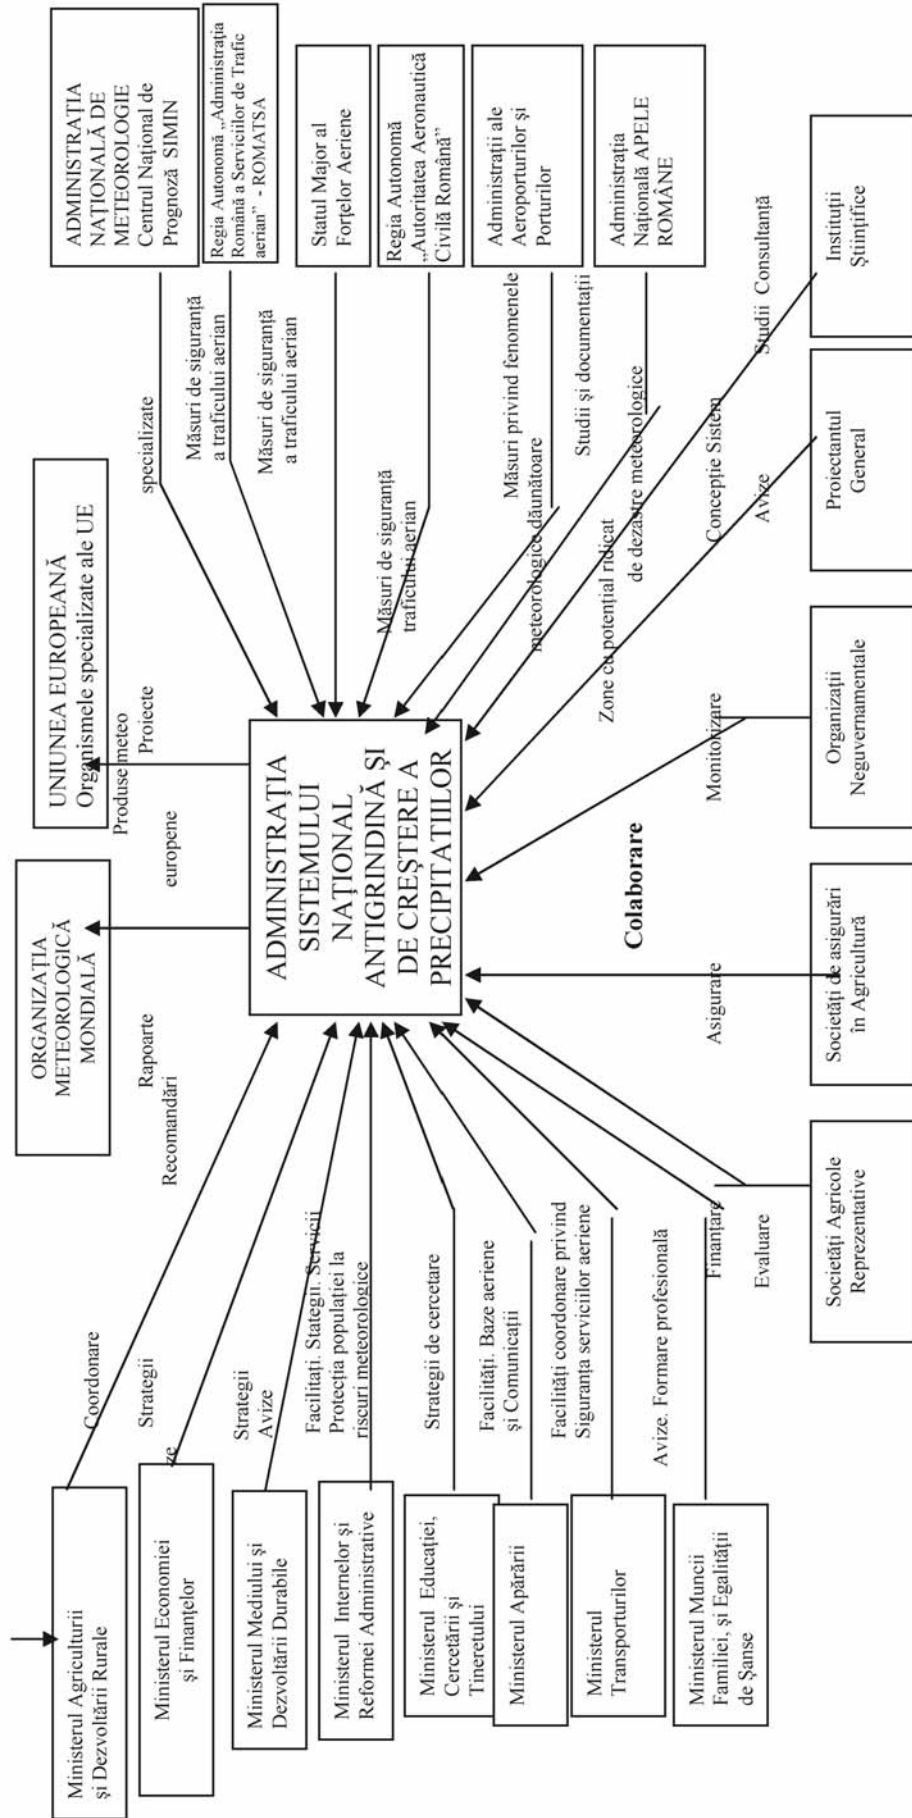 ORGANIZAȚIA
METEOROLOGICĂ
MONDIALĂ
UNIUNEA EUROPEANĂ
Organismele specializate ale UE
Rapoarte
Recomandări
Produse meteo
europene
Proiecte
Ministerul Agriculturii
și Dezvoltării Rurale
Coordonare
Ministerul Economiei
și Finanțelor
Strategii
ze
Ministerul Mediului și
Dezvoltării Durabile
Strategii
Avize
Ministerul Internelor și
Reformei Administrative
Facilitați. Stategii. Servicii
Protecția populației la
riscuri meteorologice
Ministerul Educației,
Cercetării și
Tineretului
Strategii de cercetare
Ministerul Apărării
Facilități. Baze aeriene
și Comunicații
Ministerul
Transporturilor
Facilități coordonare privind
Siguranța serviciilor aeriene
Ministerul Muncii
Familiei, și Egalității
de Șanse
Avize. Formare profesională
ADMINISTRAȚIA
SISTEMULUI
NAȚIONAL
ANTIGRINDINĂ ȘI
DE CREȘTERE A
PRECIPITATIILOR
ADMINISTRAȚIA
NAȚIONALĂ DE
METEOROLOGIE
Centrul Național de
Prognoză SIMIN
specializate
Regia Autonomă „Administrația
Română a Serviciilor de Trafic
aerian” - ROMATSA
Măsuri de siguranță
a traficului aerian
Statul Major al
Forțelor Aeriene
Măsuri de siguranță
a traficului aerian
Regia Autonomă
„Autoritatea Aeronautică
Civilă Română”
Măsuri de siguranță
traficului aerian
Administrații ale
Aeroporturilor și
Porturilor
Măsuri privind fenomenele
meteorologice dăunătoare
Administrația
Națională APELE
ROMÂNE
Studii și documentații
Zone cu potențial ridicat
de dezastre meteorologice
Colaborare
Finanțare
Evaluare
Asigurare
Monitorizare
Concepție Sistem
Avize
Studii Consultanță
Societăți Agricole
Reprezentative
Societăți de asigurări
în Agricultură
Organizații
Neguvernamentale
Proiectantul
General
Instituții
Științifice